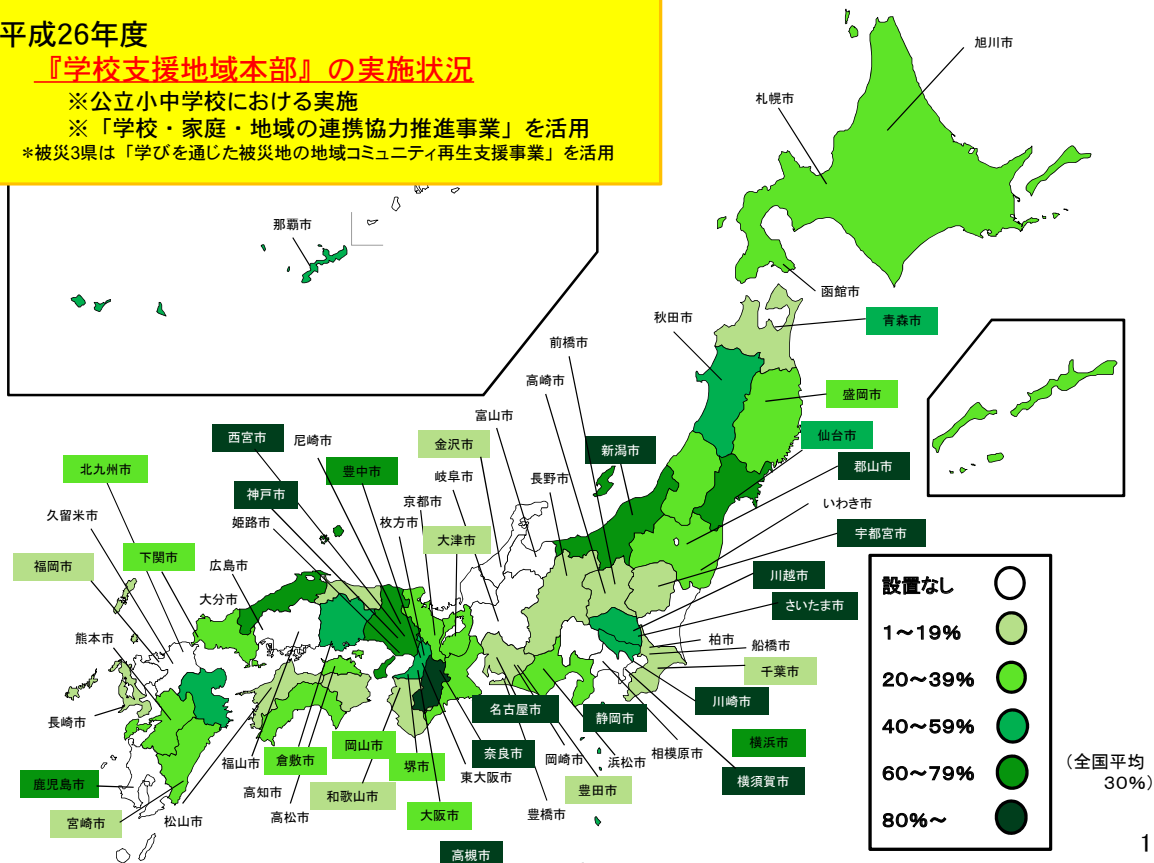 平成26年度
『学校支援地域本部』の実施状況
※公立小中学校における実施
※「学校・家庭・地域の連携協力推進事業」を活用
*被災3県は「学びを通じた被災地の地域コミュニティ再生支援事業」を活用
旭川市
札幌市
那覇市
函館市
秋田市
青森市
前橋市
高崎市
盛岡市
富山市
西宮市
尼崎市
金沢市
仙台市
新潟市
北九州市
豊中市
岐阜市
長野市
郡山市
神戸市
京都市
久留米市
姫路市
枚方市
いわき市
大津市
宇都宮市
下関市
広島市
福岡市
川越市
設置なし
大分市
さいたま市
熊本市
柏市
1～19%
船橋市
千葉市
20～39%
長崎市
名古屋市
川崎市
静岡市
40～59%
岡山市
奈良市
横浜市
相模原市
福山市
倉敷市
堺市
岡崎市
浜松市
60～79%
(全国平均
30%)
鹿児島市
東大阪市
横須賀市
高知市
和歌山市
豊田市
高松市
大阪市
豊橋市
80%～
宮崎市
松山市
高槻市
1